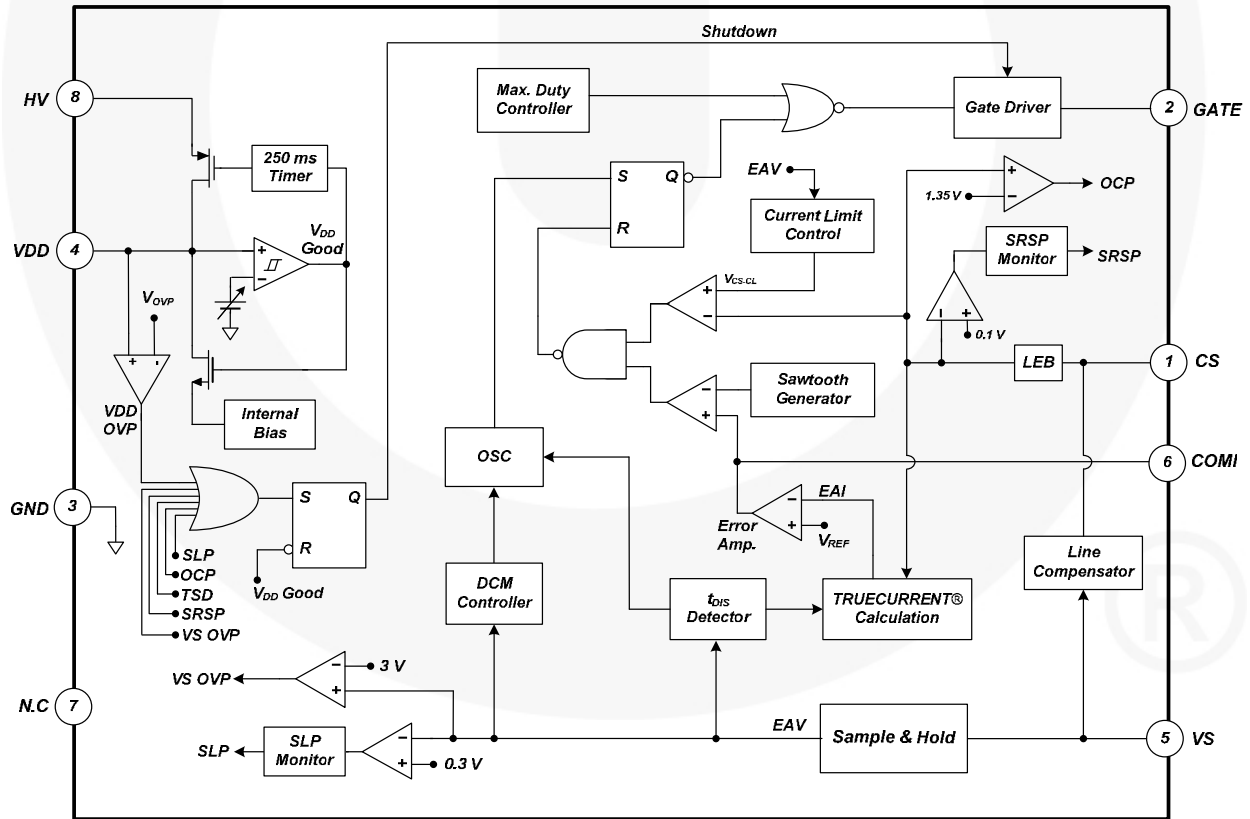 Shutdown
HV
8
Max. Duty
Controller
Gate Driver
2
GATE
250 ms
Timer
S
Q
R
EAV
+
1.35 V
-
OCP
Current Limit
Control
SRSP
Monitor
SRSP
VDD
4
VDD
Good
+
-
VOVP
VCS-CL
+
-
-
+
0.1 V
+
-
LEB
1
CS
VDD
OVP
Internal
Bias
-
+
Sawtooth
Generator
OSC
6
COMI
GND
3
S
Q
R
VDD Good
SLP
OCP
TSD
SRSP
VS OVP
-
EAI
+
VREF
Error
Amp.
DCM
Controller
tDIS
Detector
TRUECURRENT®
Calculation
Line
Compensator
®
N.C
7
VS OVP
-
3 V
+
SLP
SLP
Monitor
-
+
0.3 V
EAV
Sample & Hold
5
VS